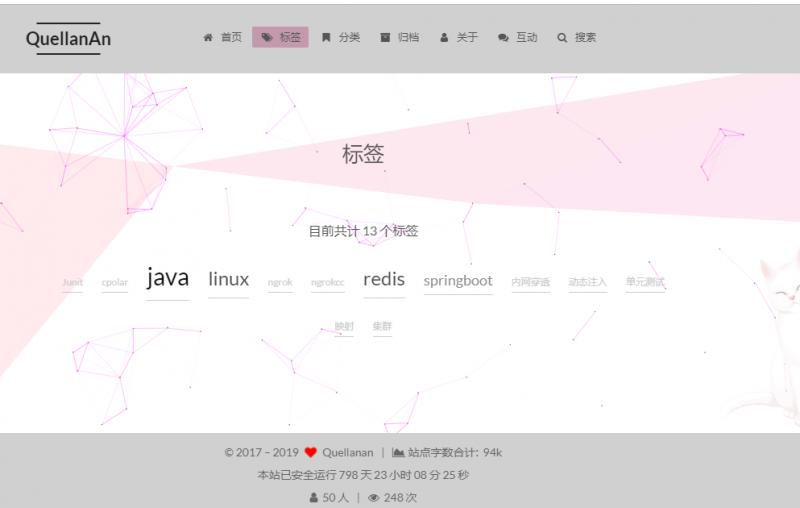 QuellanAn 首页 标签 分类 归档 关于 互动 搜索
标签
目前共计 13 个标签
Junit cpolar java linux ngrok ngrokcc redis springboot 内网穿透 动态注入 单元测试
映射 集群
© 2017 – 2019 Quellanan | 站点字数合计: 94k
本站已安全运行 798 天 23 小时 08 分 25 秒
50 人 | 248 次